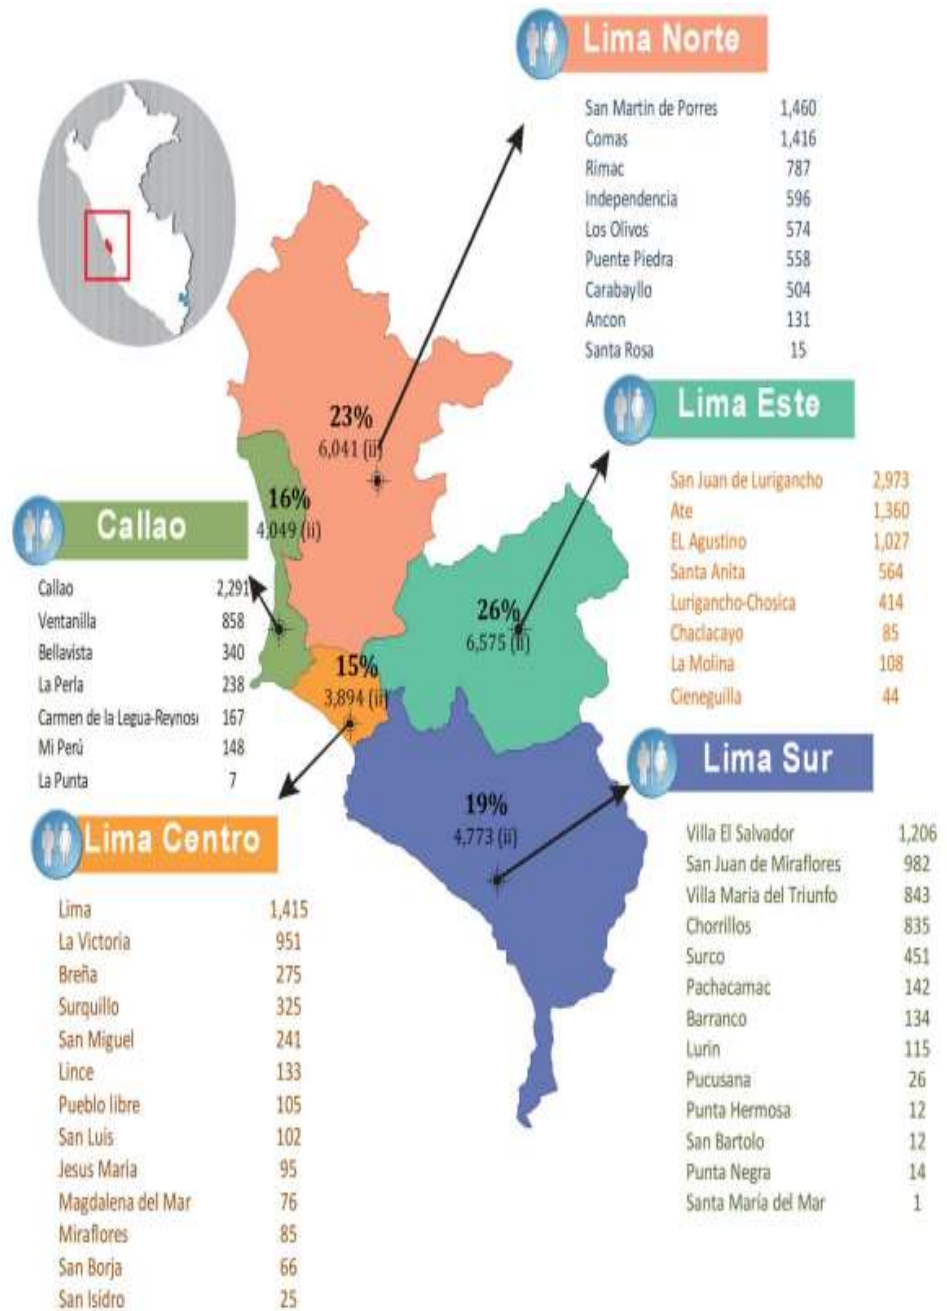 Lima Norte
San Martin de Porres 1,460
Comas 1,416
Rimac 787
Independencia 596
Los Olivos 574
Puente Piedra 558
Carabayllo 504
Ancon 131
Santa Rosa 15
23%
6,041 (ii)
Lima Este
San Juan de Lurigancho 2,973
Ate 1,360
EL Agustino 1,027
Santa Anita 564
Lurigancho-Chosica 414
Chaclacayo 85
La Molina 108
Cieneguilla 44
26%
6,575 (ii)
16%
4,049 (ii)
Callao
Callao 2,291
Ventanilla 858
Bellavista 340
La Perla 238
Carmen de la Legua-Reynos 167
Mi Perú 148
La Punta 7
15%
3,894 (ii)
Lima Centro
Lima 1,415
La Victoria 951
Breña 275
Surquillo 325
San Miguel 241
Lince 133
Pueblo libre 105
San Luis 102
Jesus Maria 95
Magdalena del Mar 76
Miraflores 85
San Borja 66
San Isidro 25
19%
4,773 (ii)
Lima Sur
Villa El Salvador 1,206
San Juan de Miraflores 982
Villa Maria del Triunfo 843
Chorrillos 835
Surco 451
Pachacamac 142
Barranco 134
Lurin 115
Pucusana 26
Punta Hermosa 12
San Bartolo 12
Punta Negra 14
Santa María del Mar 1